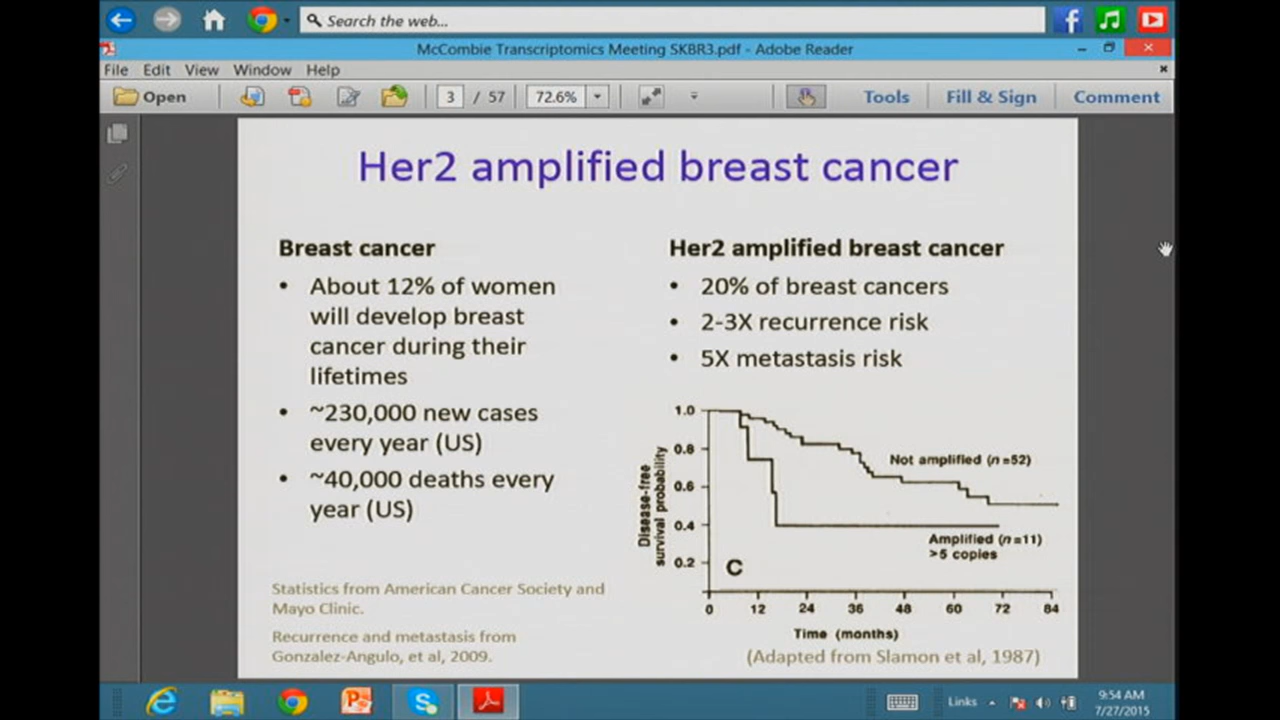 Search the web...
McCombie Transcriptomics Meeting SKBR3.pdf - Adobe Reader
File Edit View Window Help
Open 3 / 57 72.6% Tools Fill & Sign Comment
Her2 amplified breast cancer
Breast cancer
• About 12% of women
will develop breast
cancer during their
lifetimes
• ~230,000 new cases
every year (US)
• ~40,000 deaths every
year (US)
Statistics from American Cancer Society and
Mayo Clinic.
Recurrence and metastasis from
Gonzalez-Angulo, et al, 2009.
Her2 amplified breast cancer
• 20% of breast cancers
• 2-3X recurrence risk
• 5X metastasis risk
Disease-free
survival probability
1.0
0.8
0.6
0.4
0.2
Not amplified (n=52)
Amplified (n=11)
>5 copies
C
0 12 24 36 48 60 72 84
Time (months)
(Adapted from Slamon et al, 1987)
Links
9:54 AM
7/27/2015